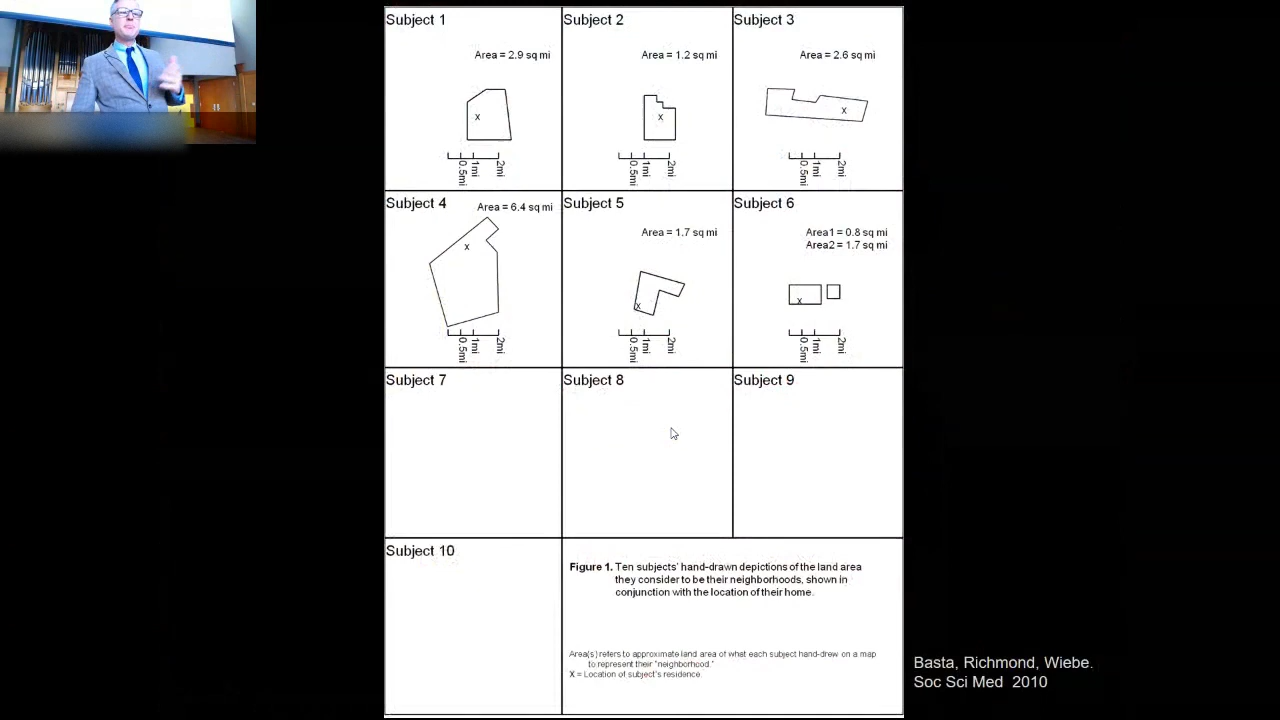 Subject 1
Area = 2.9 sq mi
X
0.5mi
1mi
2mi
Subject 2
Area = 1.2 sq mi
X
0.5mi
1mi
2mi
Subject 3
Area = 2.6 sq mi
X
0.5mi
1mi
2mi
Subject 4
Area = 6.4 sq mi
X
0.5mi
1mi
2mi
Subject 5
Area = 1.7 sq mi
X
0.5mi
1mi
2mi
Subject 6
Area1 = 0.8 sq mi
Area2 = 1.7 sq mi
X
0.5mi
1mi
2mi
Subject 7
Subject 8
Subject 9
Subject 10
Figure 1. Ten subjects' hand-drawn depictions of the land area
they consider to be their neighborhoods, shown in
conjunction with the location of their home.
Area(s) refers to approximate land area of what each subject hand-drew on a map
to represent their "neighborhood."
X = Location of subject's residence
Basta, Richmond, Wiebe.
Soc Sci Med 2010